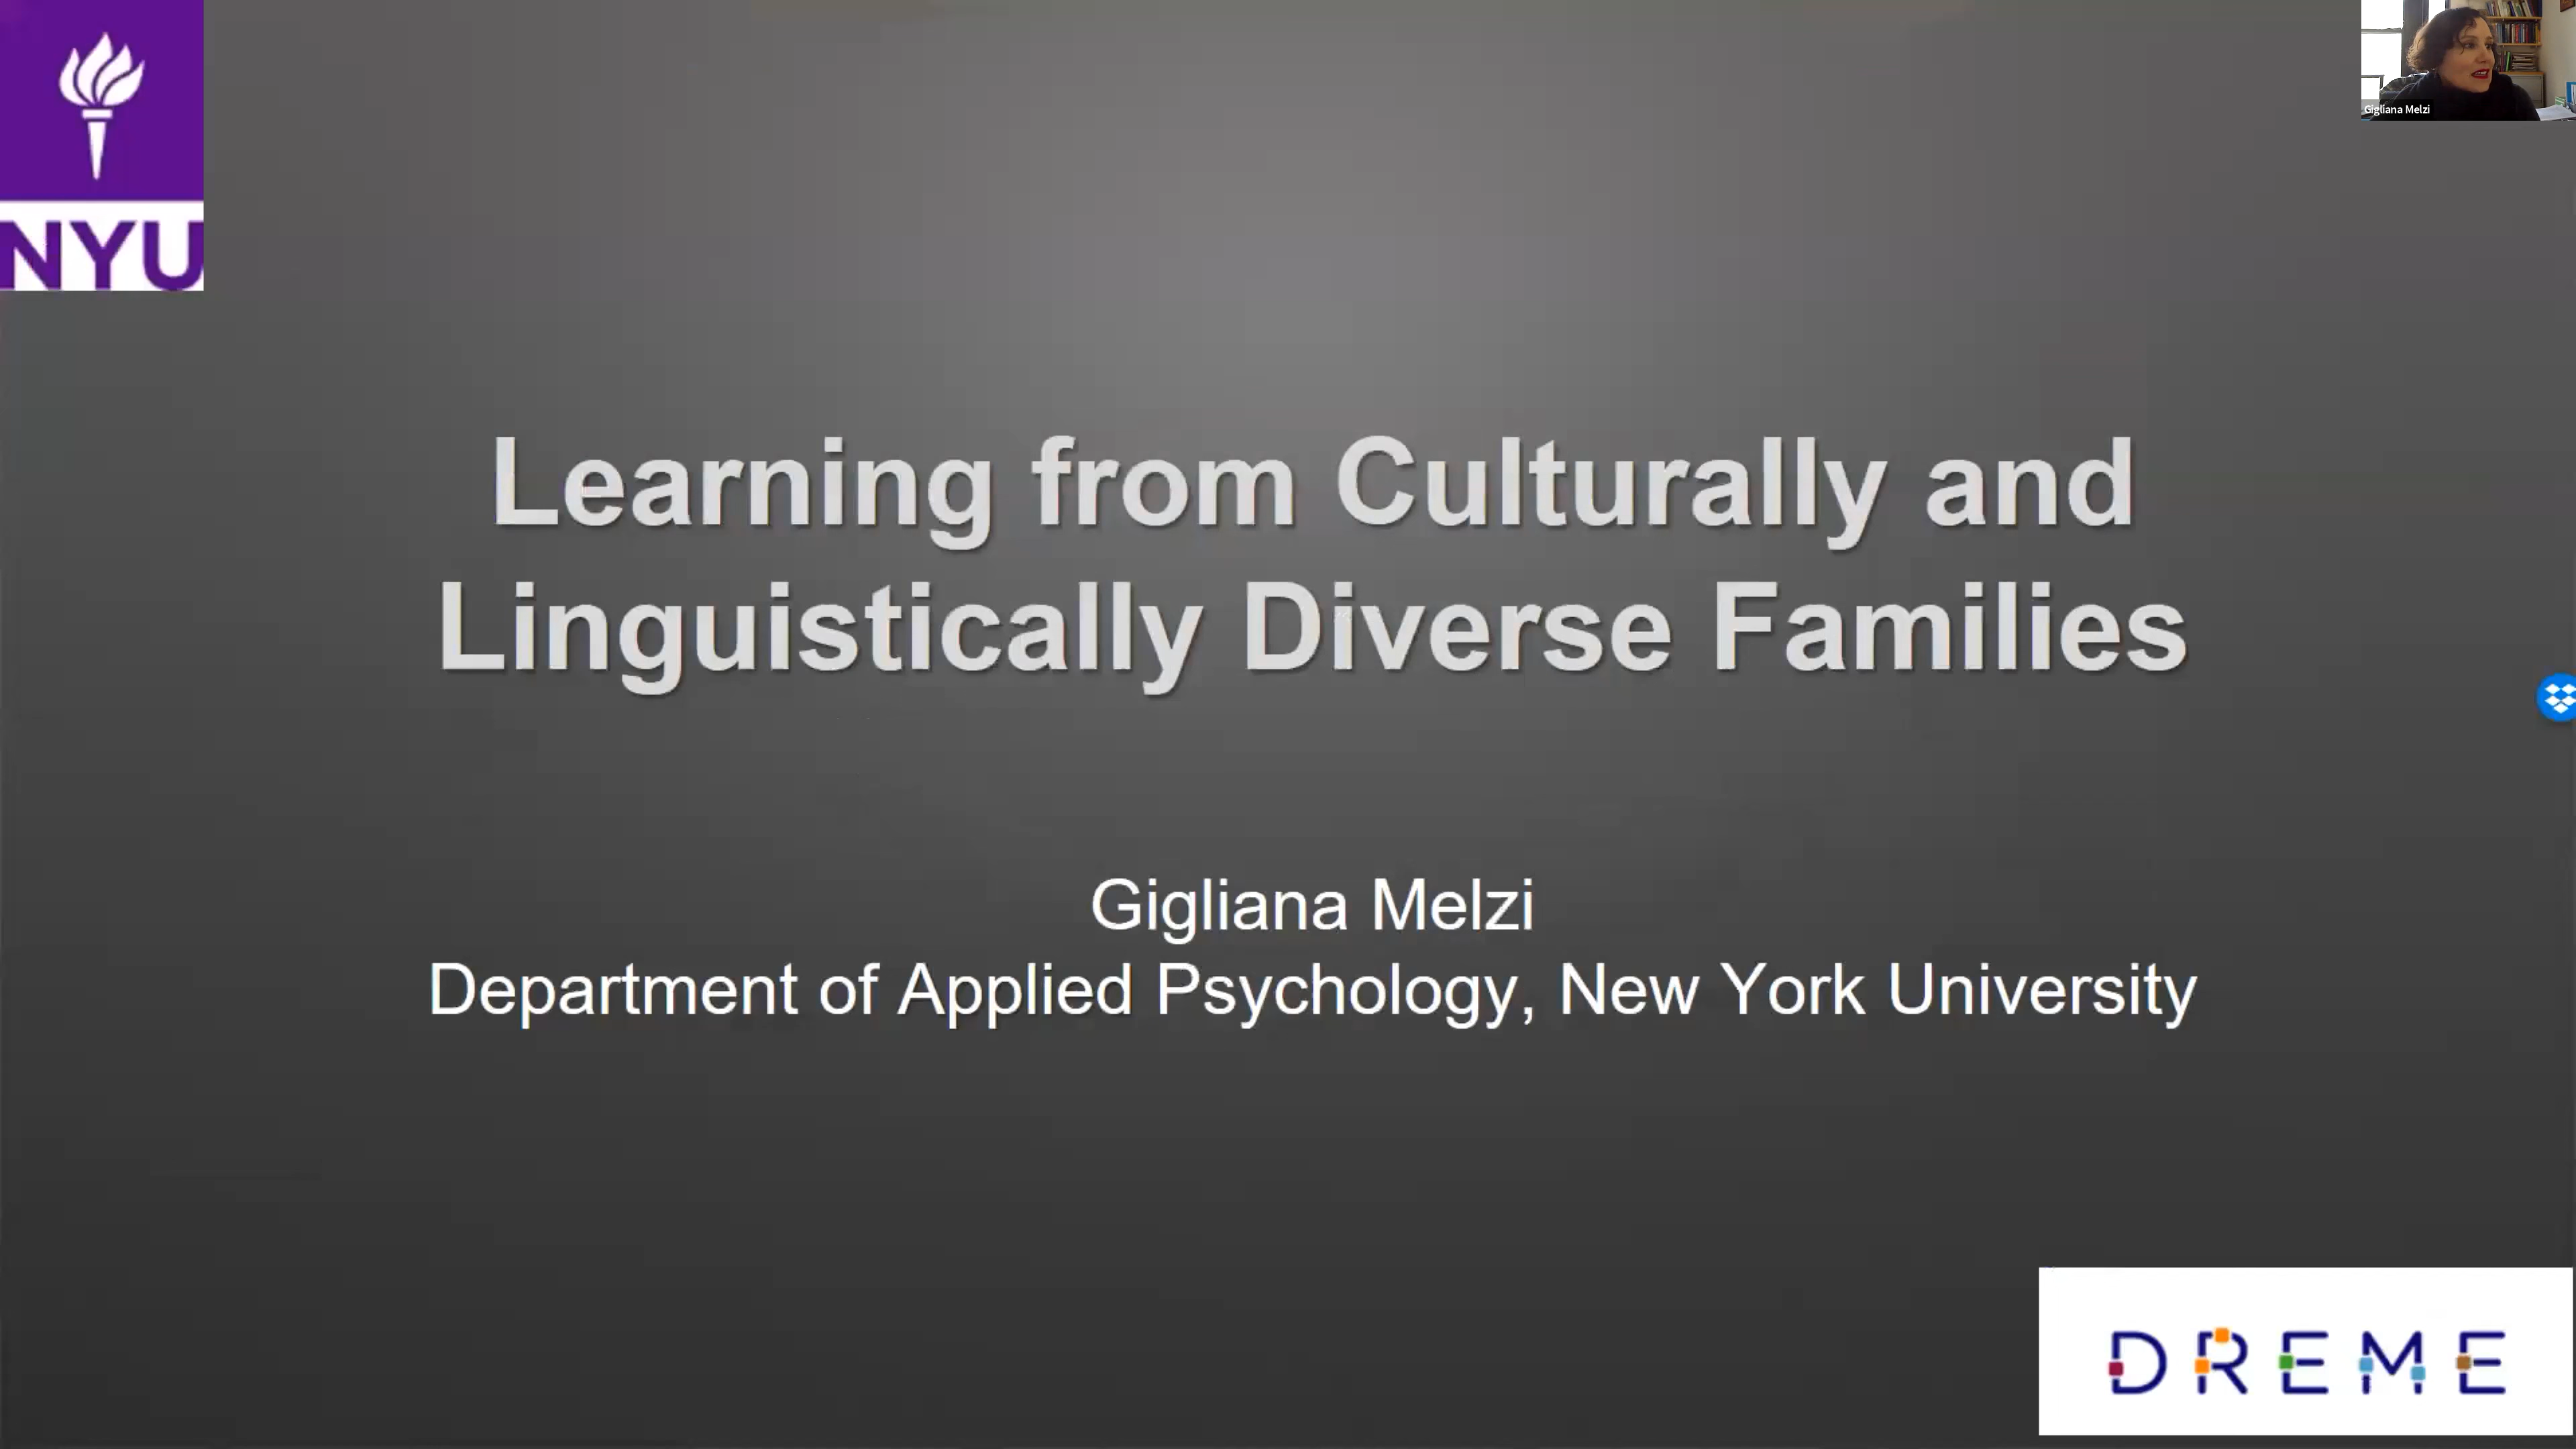 NYU
Gigliana Melzi
Learning from Culturally and
Linguistically Diverse Families
Gigliana Melzi
Department of Applied Psychology, New York University
DREME